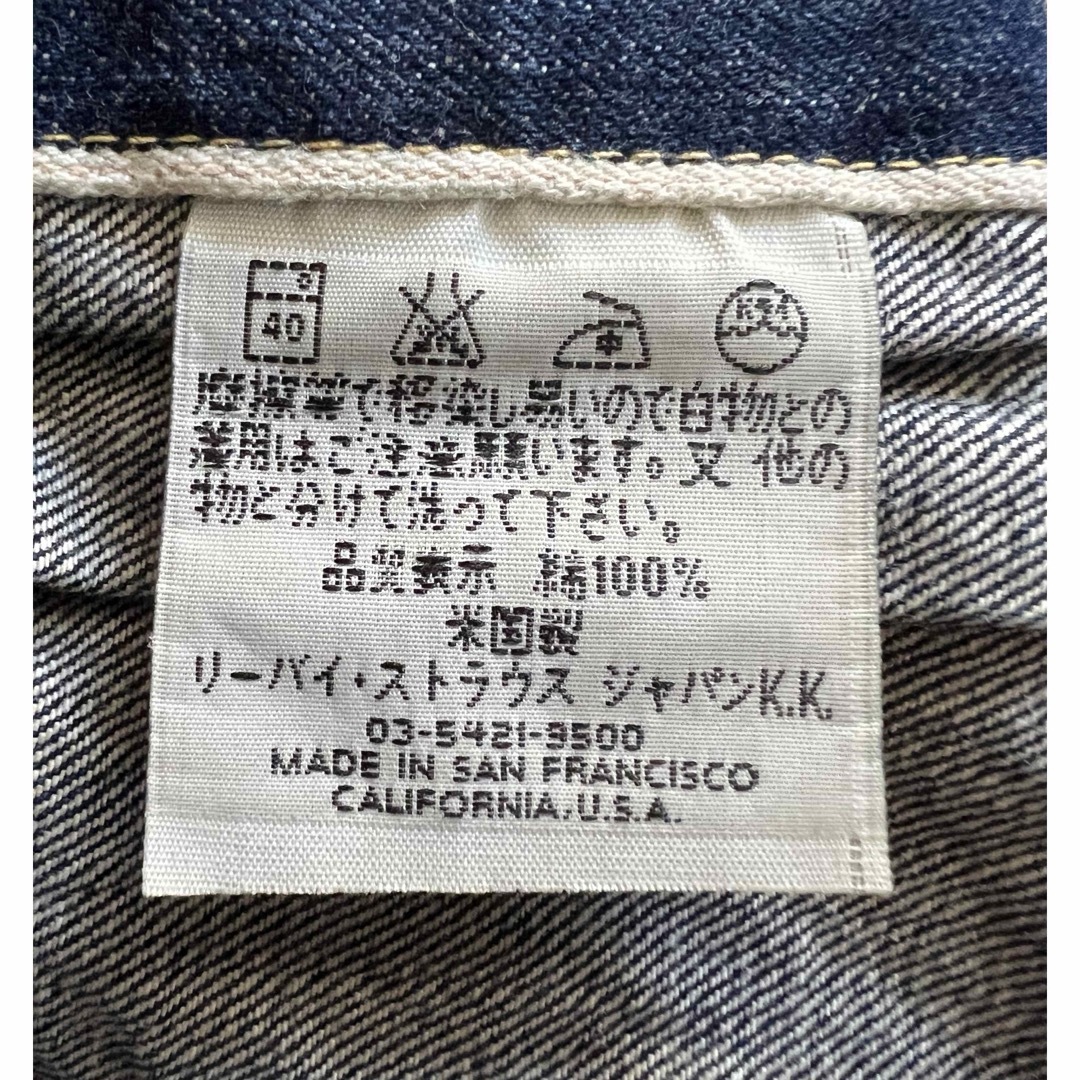 40
中
摩擦等で移染し易いので白物との
着用はご注意願います。又 他の
物と分けて洗って下さい。
品質表示 綿100%
米国製
リーバイ・ストラウス ジャパンK.K.
03-5421-9500
MADE IN SAN FRANCISCO
CALIFORNIA.U.S.A.